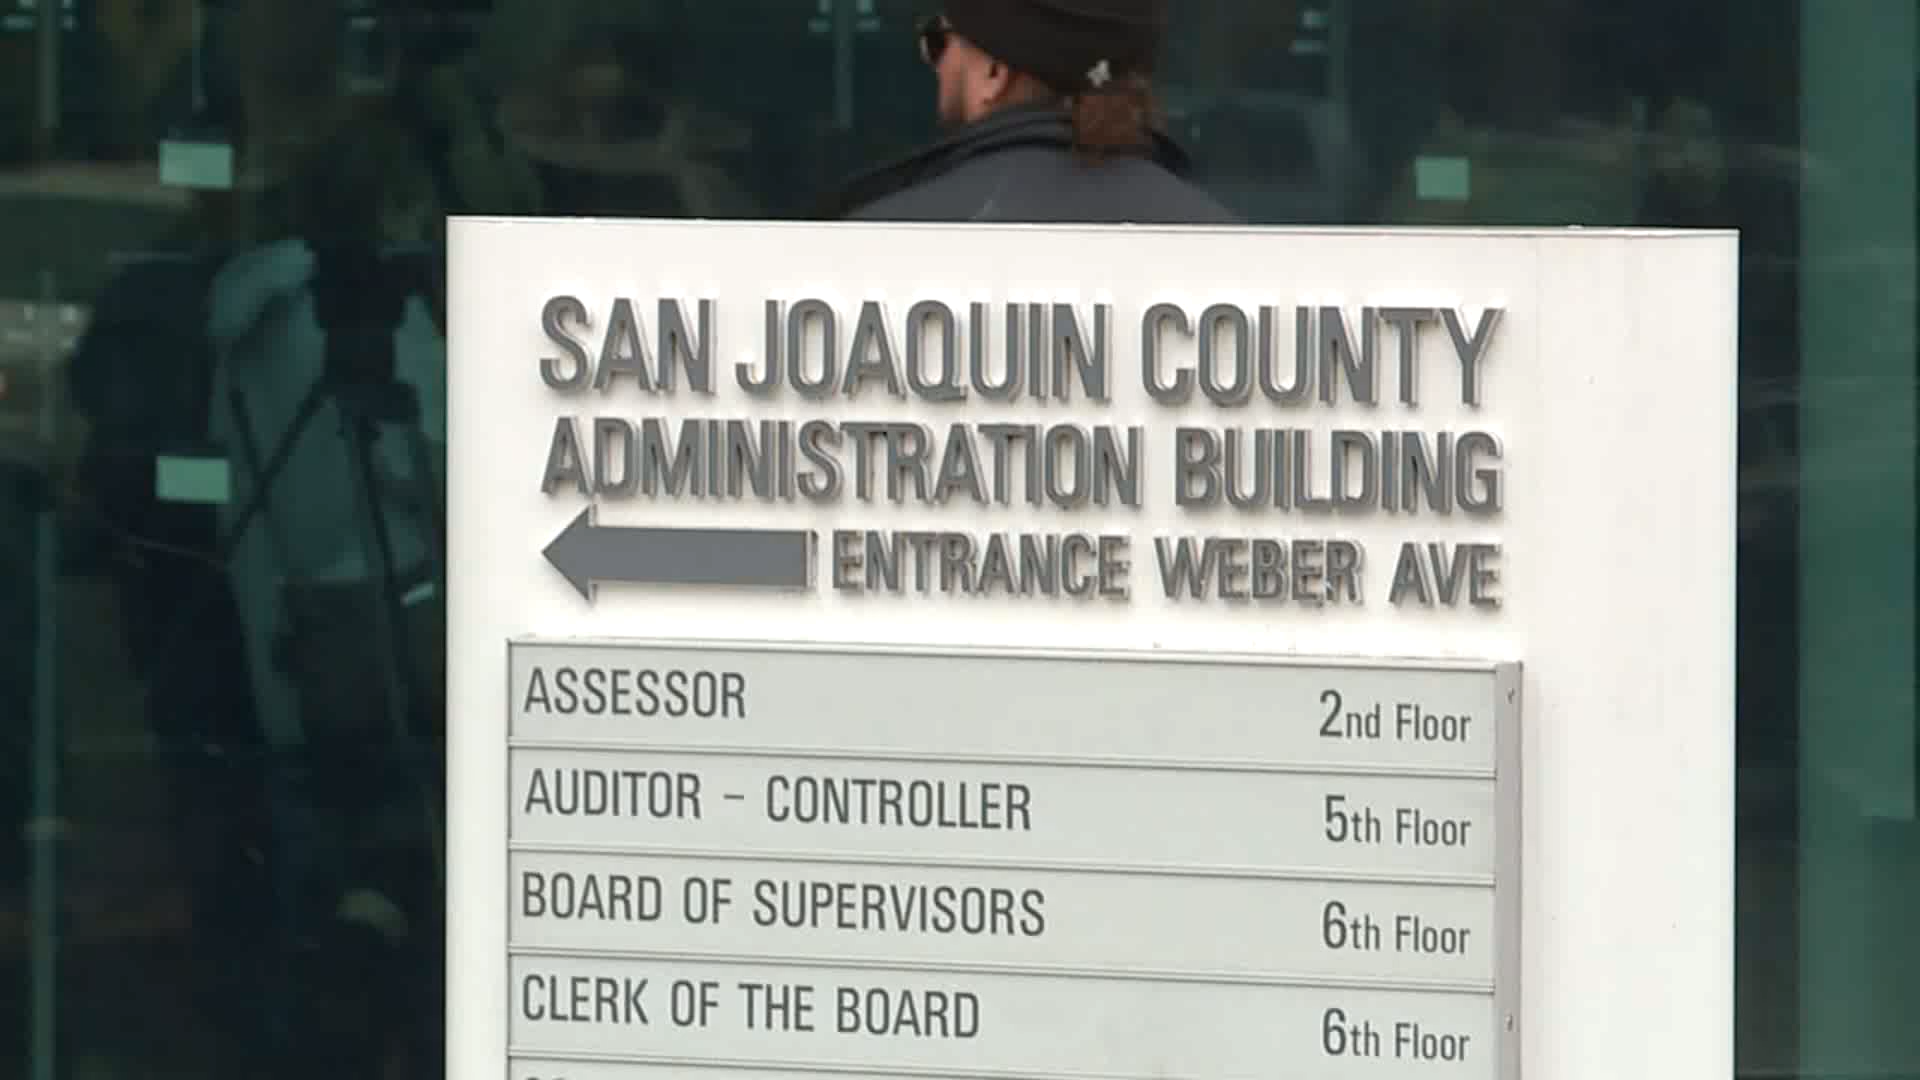 SAN JOAQUIN COUNTY
ADMINISTRATION BUILDING
ENTRANCE WEBER AVE
ASSESSOR 2nd Floor
AUDITOR - CONTROLLER 5th Floor
BOARD OF SUPERVISORS 6th Floor
CLERK OF THE BOARD 6th Floor